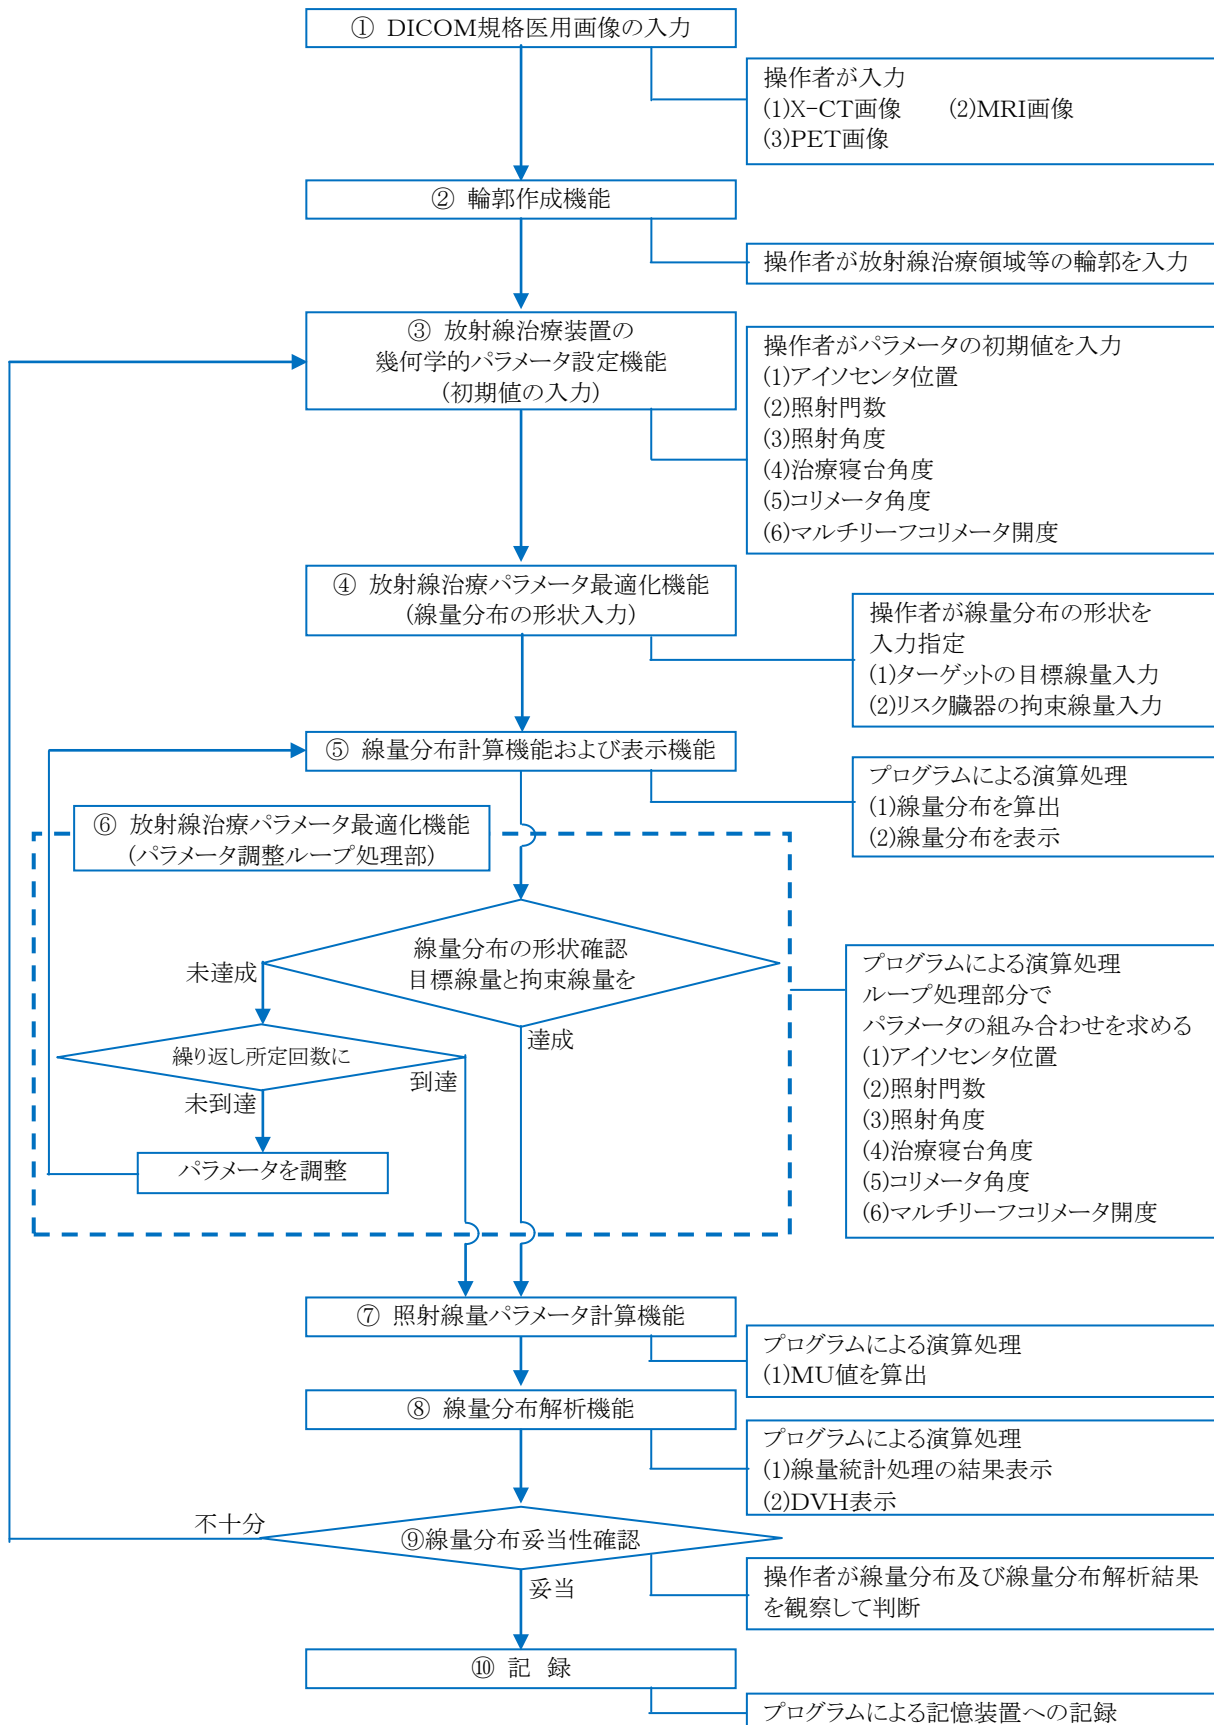 ① DICOM規格医用画像の入力
操作者が入力
(1)X-CT画像　　(2)MRI画像
(3)PET画像
② 輪郭作成機能
操作者が放射線治療領域等の輪郭を入力
③ 放射線治療装置の
幾何学的パラメータ設定機能
(初期値の入力)
操作者がパラメータの初期値を入力
(1)アイソセンタ位置
(2)照射門数
(3)照射角度
(4)治療寝台角度
(5)コリメータ角度
(6)マルチリーフコリメータ開度
④ 放射線治療パラメータ最適化機能
(線量分布の形状入力)
操作者が線量分布の形状を
入力指定
(1)ターゲットの目標線量入力
(2)リスク臓器の拘束線量入力
⑤ 線量分布計算機能および表示機能
プログラムによる演算処理
(1)線量分布を算出
(2)線量分布を表示
⑥ 放射線治療パラメータ最適化機能
(パラメータ調整ループ処理部)
線量分布の形状確認
目標線量と拘束線量を
未達成
達成
繰り返し所定回数に
到達
未到達
パラメータを調整
プログラムによる演算処理
ループ処理部分で
パラメータの組み合わせを求める
(1)アイソセンタ位置
(2)照射門数
(3)照射角度
(4)治療寝台角度
(5)コリメータ角度
(6)マルチリーフコリメータ開度
⑦ 照射線量パラメータ計算機能
プログラムによる演算処理
(1)MU値を算出
⑧ 線量分布解析機能
プログラムによる演算処理
(1)線量統計処理の結果表示
(2)DVH表示
不十分
⑨線量分布妥当性確認
妥当
操作者が線量分布及び線量分布解析結果
を観察して判断
⑩ 記 録
プログラムによる記憶装置への記録